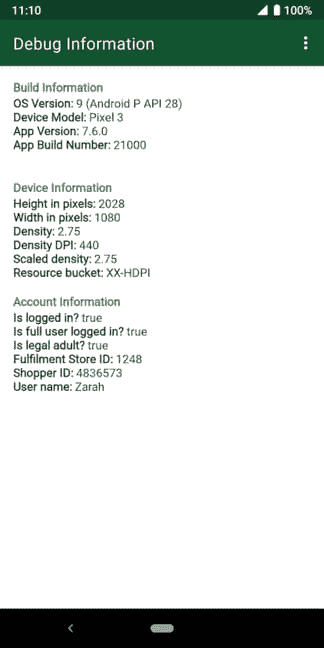 11:10 100%
Debug Information
Build Information
OS Version: 9 (Android P API 28)
Device Model: Pixel 3
App Version: 7.6.0
App Build Number: 21000
Device Information
Height in pixels: 2028
Width in pixels: 1080
Density: 2.75
Density DPI: 440
Scaled density: 2.75
Resource bucket: XX-HDPI
Account Information
Is logged in? true
Is full user logged in? true
Is legal adult? true
Fulfilment Store ID: 1248
Shopper ID: 4836573
User name: Zarah